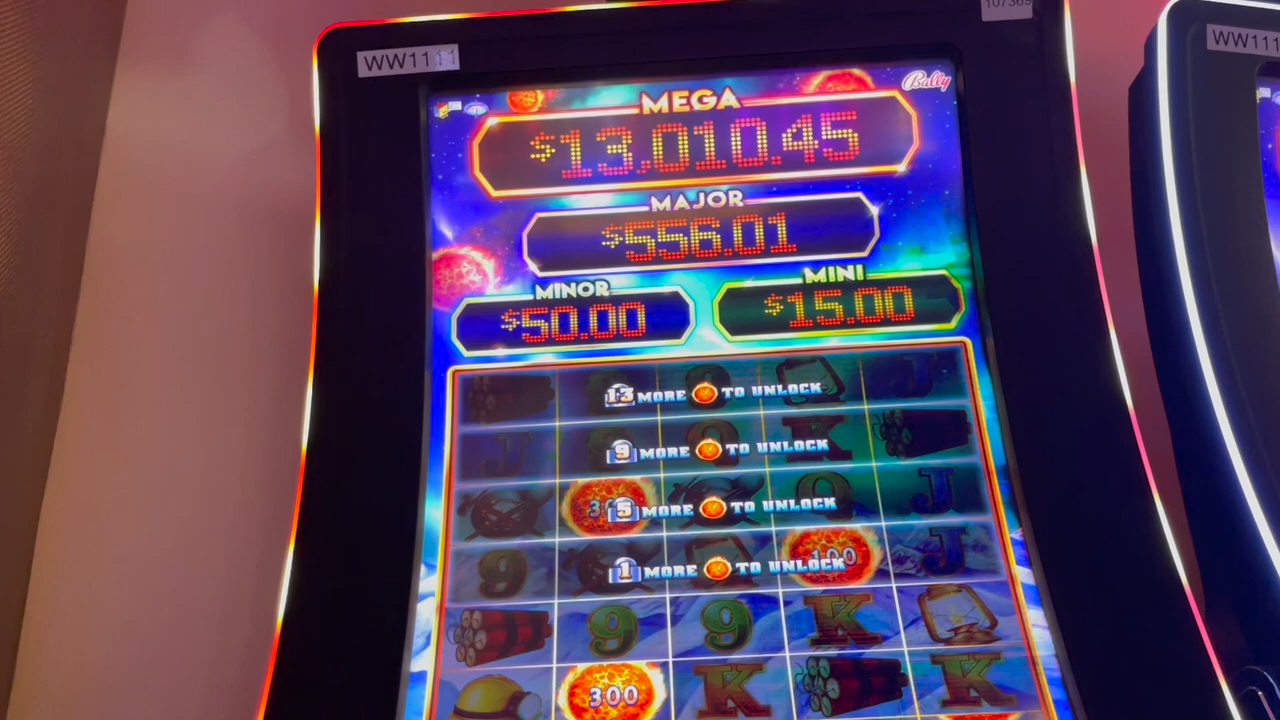 107369
WW1111
WW111
Bally
MEGA
$13,010.45
MAJOR
$556.01
MINOR
$50.00
MINI
$15.00
J
13 MORE TO UNLOCK
J
9 MORE TO UNLOCK
K
5 MORE TO UNLOCK
Q
J
9
1 MORE TO UNLOCK
100
J
9
9
K
300
K
K